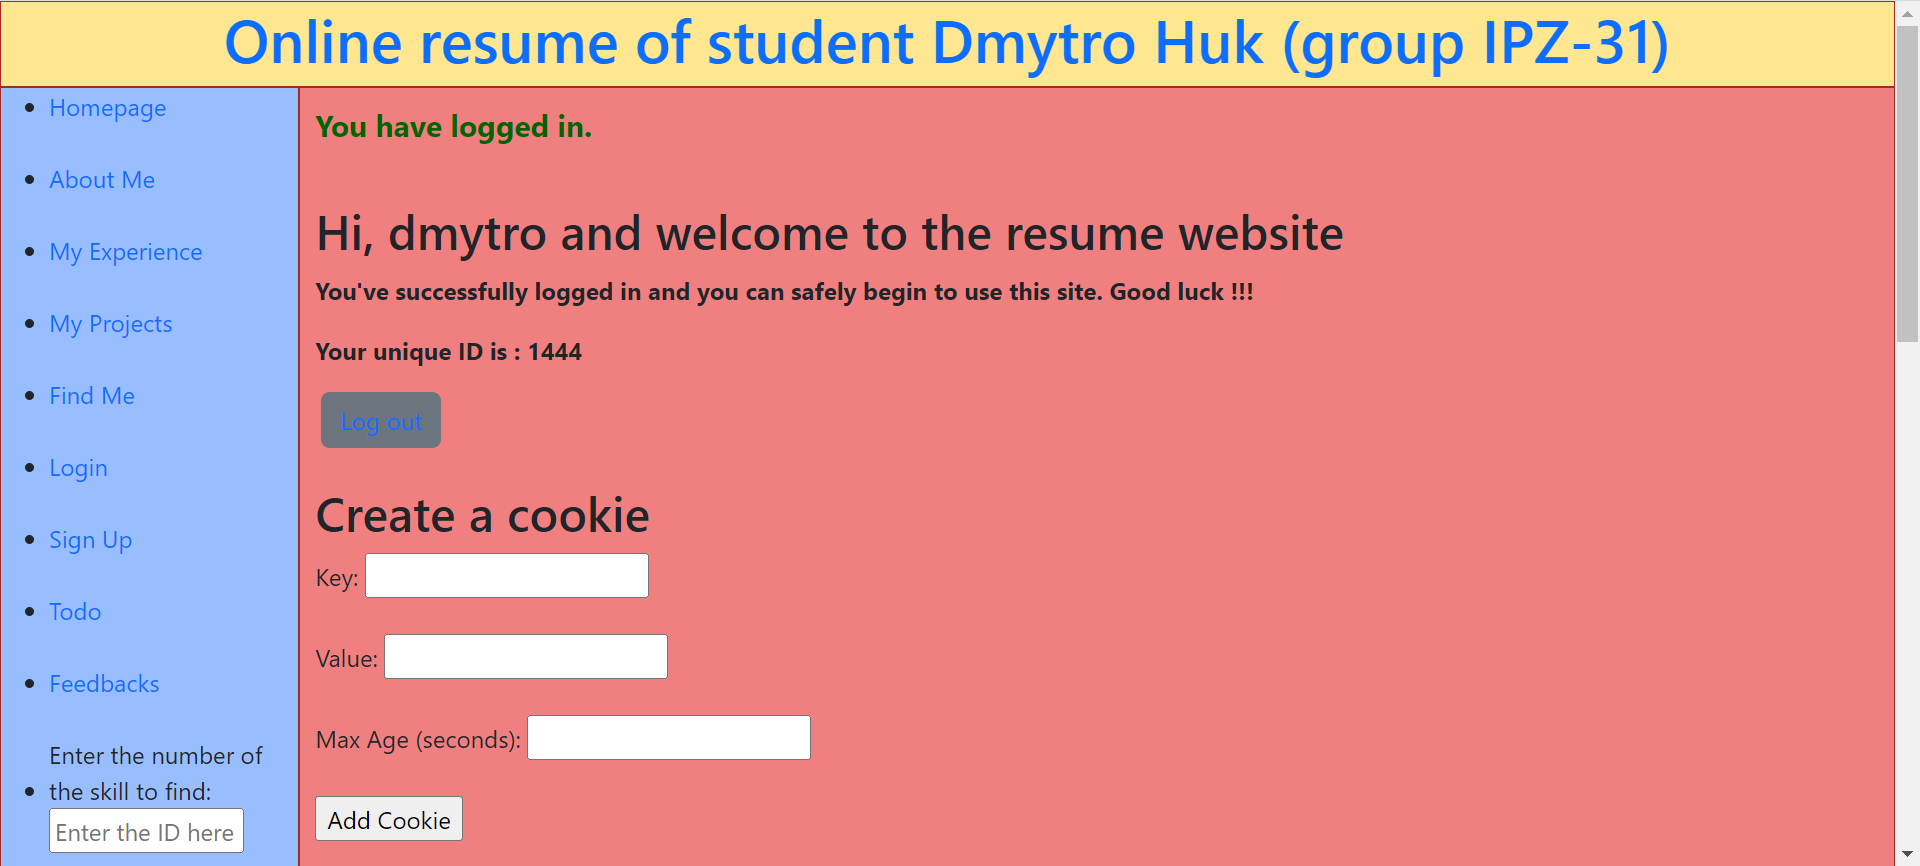 Online resume of student Dmytro Huk (group IPZ-31)
Homepage
About Me
My Experience
My Projects
Find Me
Login
Sign Up
Todo
Feedbacks
Enter the number of
the skill to find:
Enter the ID here
You have logged in.
Hi, dmytro and welcome to the resume website
You've successfully logged in and you can safely begin to use this site. Good luck !!!
Your unique ID is : 1444
Log out
Create a cookie
Key:
Value:
Max Age (seconds):
Add Cookie